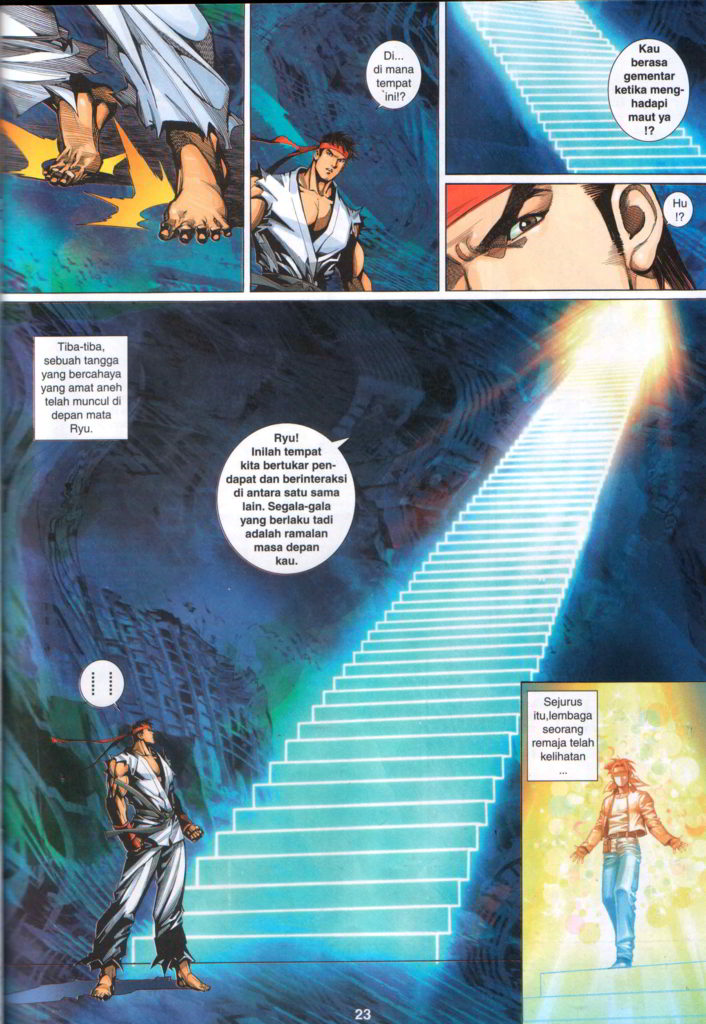 Di...
di mana
tempat
`ini!?
Kau
berasa
gementar
ketika meng-
hadapi
maut ya
!?
Hu
!?
Tiba-tiba,
sebuah tangga
yang bercahaya
yang amat aneh
telah muncul di
depan mata
Ryu.
Ryu!
Inilah tempat
kita bertukar pen-
dapat dan berinteraksi
di antara satu sama
lain. Segala-gala
yang berlaku tadi
adalah ramalan
masa depan
kau.
Sejurus
itu,lembaga
seorang
remaja telah
kelihatan
...
23